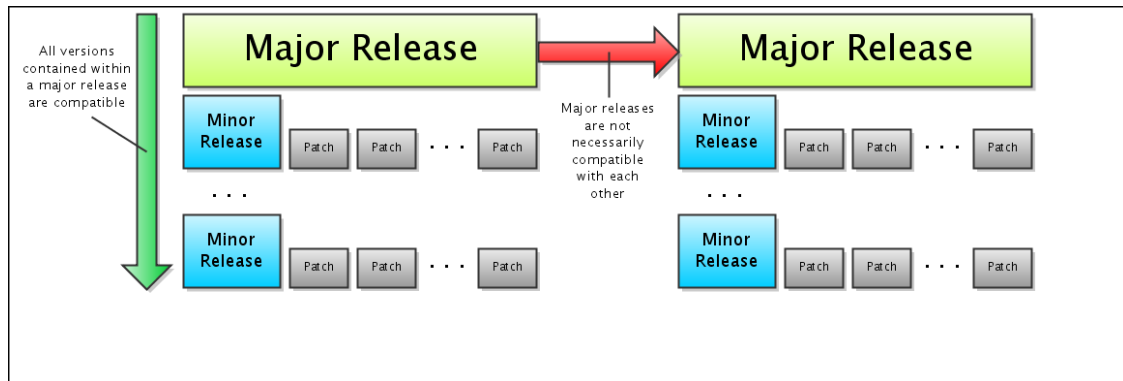 All versions
contained within
a major release
are compatible
Major Release
Major releases
are not
necessarily
compatible
with each
other
Major Release
Minor
Release
Patch
Patch
. . .
Patch
. . .
Minor
Release
Patch
Patch
. . .
Patch
Minor
Release
Patch
Patch
. . .
Patch
. . .
Minor
Release
Patch
Patch
. . .
Patch